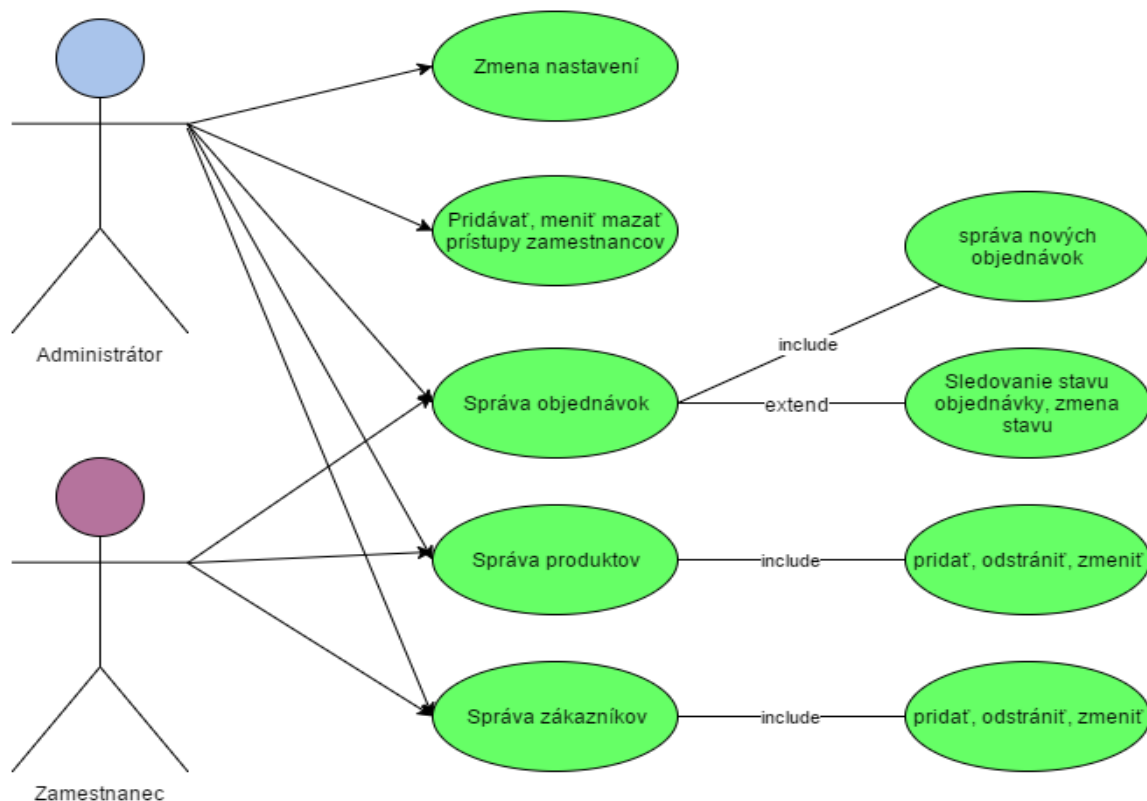 Zmena nastavení
Pridávať, meniť mazať
prístupy zamestnancov
správa nových
objednávok
Administrátor
include
Správa objednávok
extend
Sledovanie stavu
objednávky, zmena
stavu
Správa produktov
include
pridať, odstrániť, zmeniť
Správa zákazníkov
include
pridať, odstrániť, zmeniť
Zamestnanec